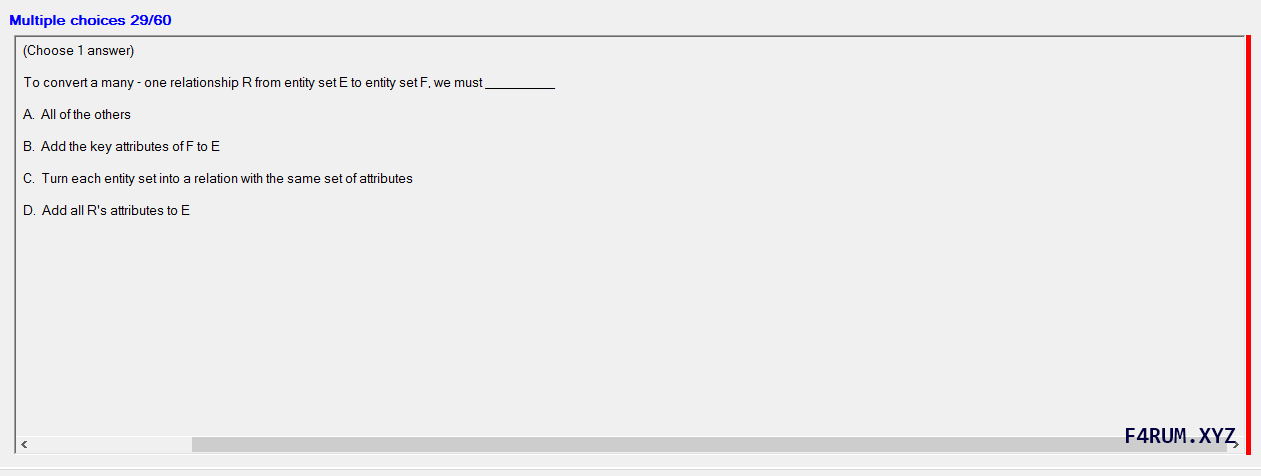 Multiple choices 29/60
(Choose 1 answer)
To convert a many - one relationship R from entity set E to entity set F, we must __________
A. All of the others
B. Add the key attributes of F to E
C. Turn each entity set into a relation with the same set of attributes
D. Add all R's attributes to E
F4RUM.XYZ